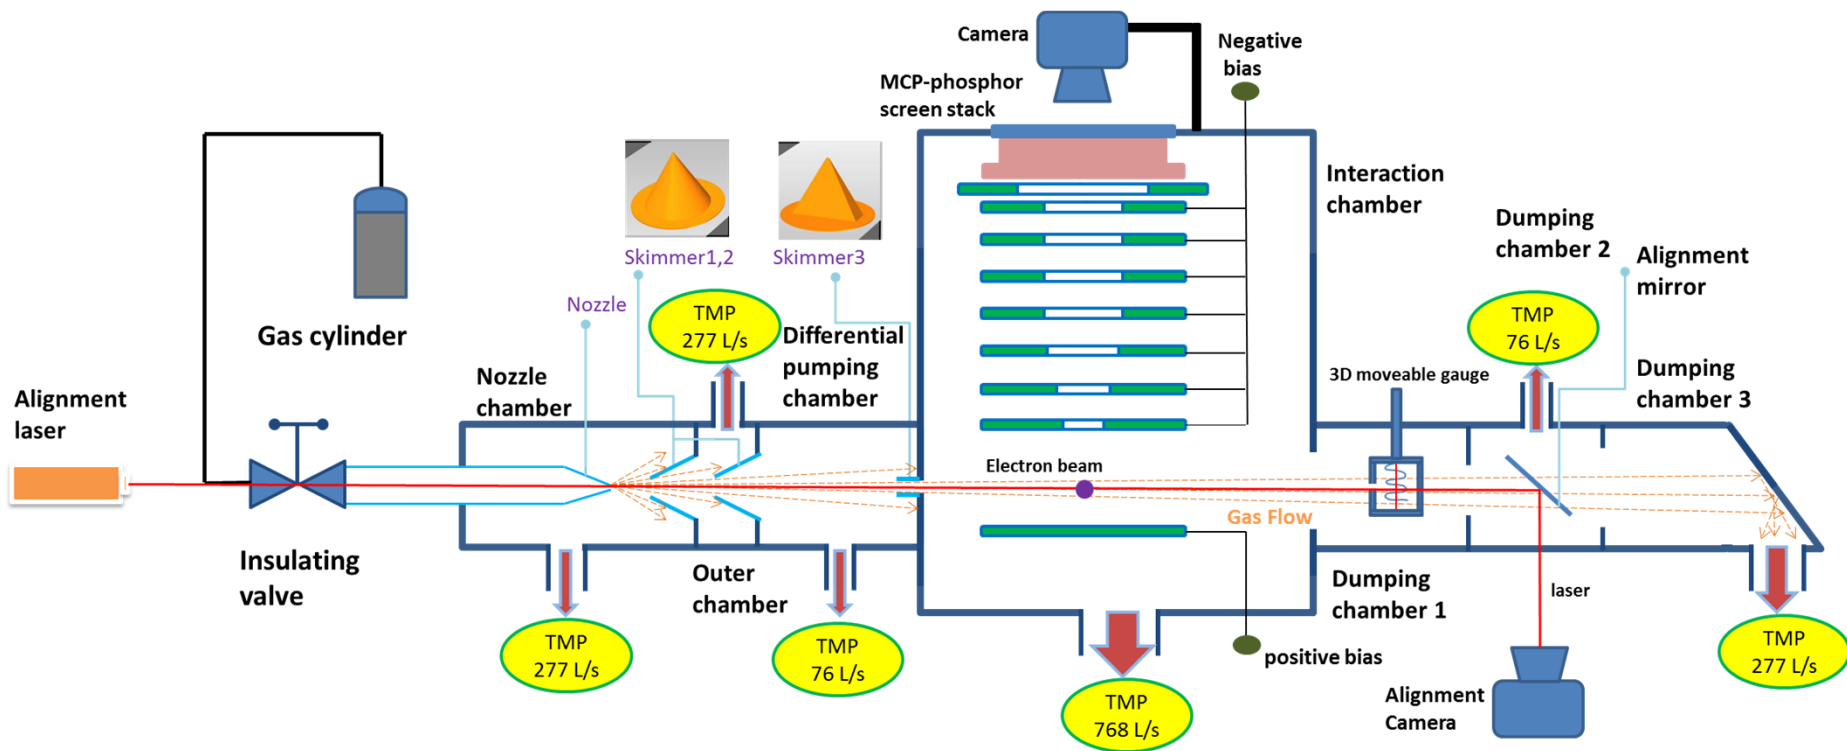 Camera
Negative
bias
MCP-phosphor
screen stack
Interaction
chamber
Dumping
chamber 2
Alignment
mirror
Skimmer1,2
Skimmer3
Nozzle
TMP
277 L/s
Differential
pumping
chamber
TMP
76 L/s
Gas cylinder
Nozzle
chamber
3D moveable gauge
Dumping
chamber 3
Alignment
laser
Electron beam
Gas Flow
Insulating
valve
Outer
chamber
Dumping
chamber 1
laser
TMP
277 L/s
TMP
76 L/s
positive bias
TMP
277 L/s
TMP
768 L/s
Alignment
Camera